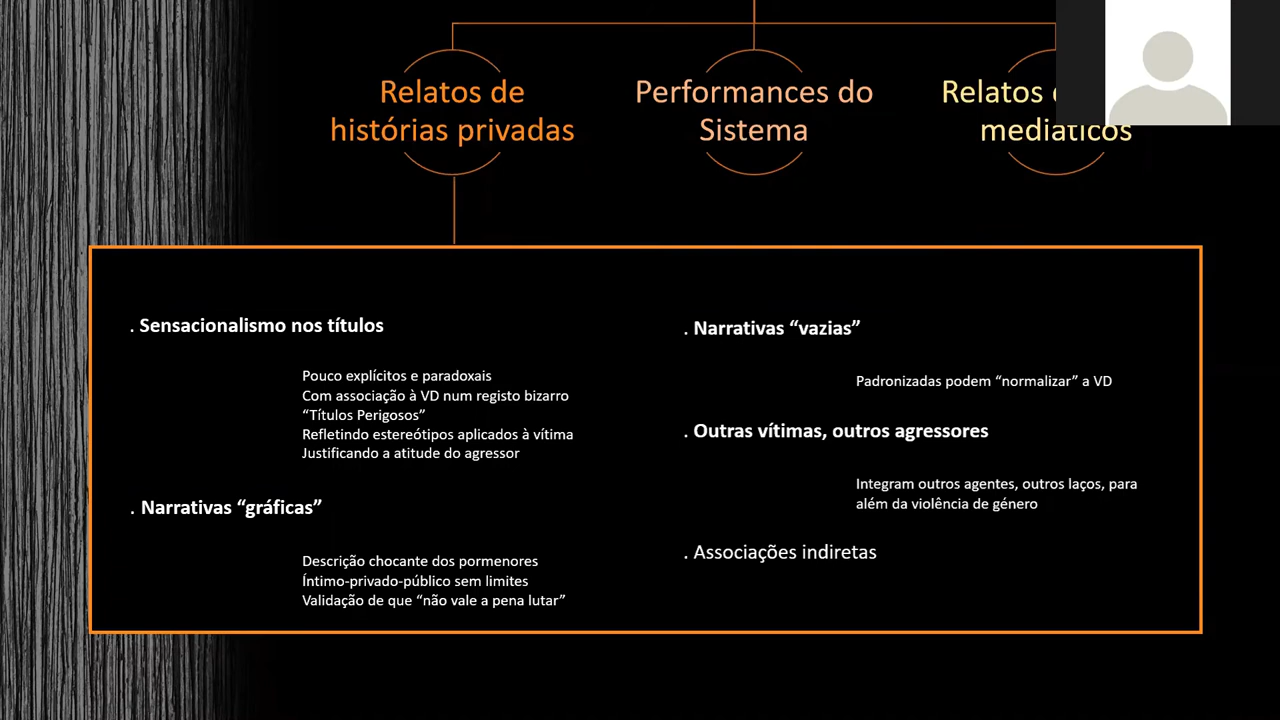 Relatos de
histórias privadas
Performances do
Sistema
Relatos
mediáticos
. Sensacionalismo nos títulos
Pouco explícitos e paradoxais
Com associação à VD num registo bizarro
“Títulos Perigosos”
Refletindo estereótipos aplicados à vítima
Justificando a atitude do agressor
. Narrativas “gráficas”
Descrição chocante dos pormenores
Íntimo-privado-público sem limites
Validação de que “não vale a pena lutar”
. Narrativas “vazias”
Padronizadas podem “normalizar” a VD
. Outras vítimas, outros agressores
Integram outros agentes, outros laços, para
além da violência de género
. Associações indiretas